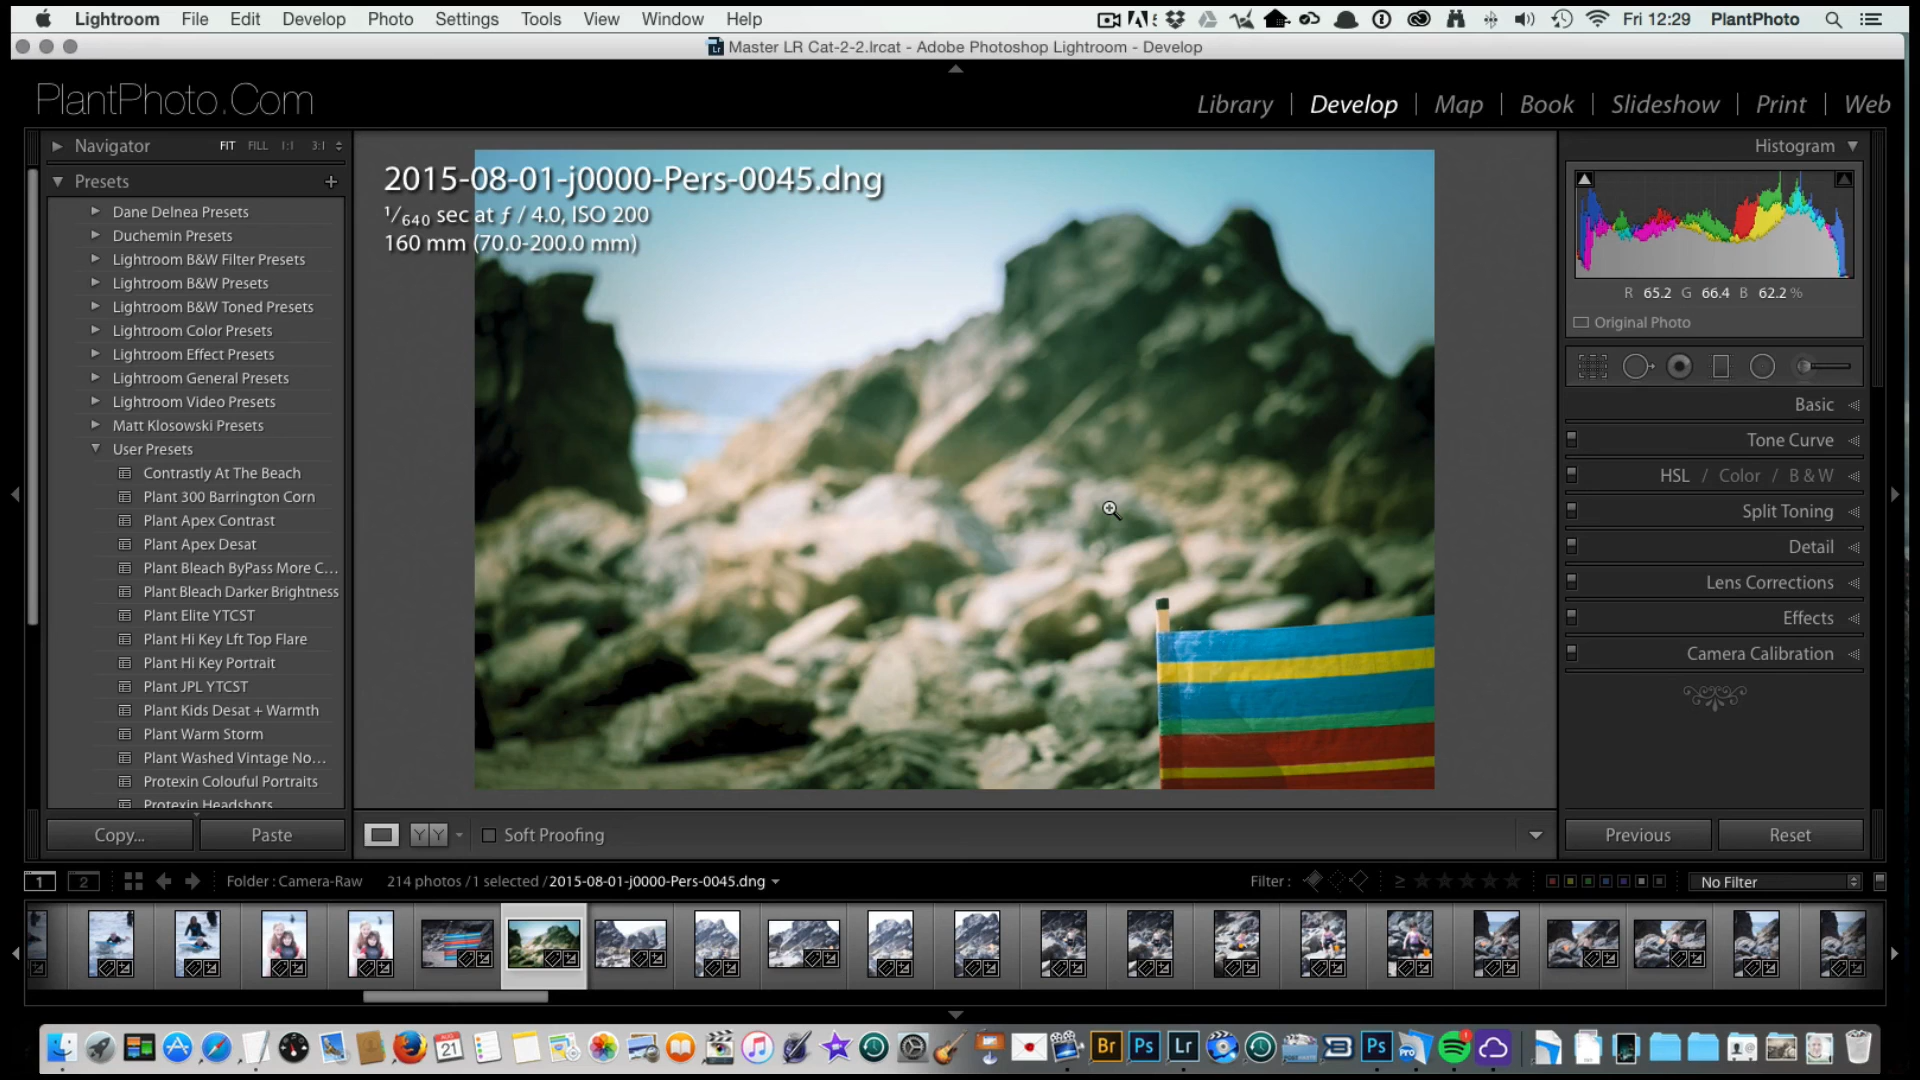 Lightroom File Edit Develop Photo Settings Tools View Window Help Fri 12:29 PlantPhoto
Master LR Cat-2-2.lrcat - Adobe Photoshop Lightroom - Develop
PlantPhoto.Com
Library | Develop | Map | Book | Slideshow | Print | Web
Navigator FIT FILL 1:1 3:1
Histogram
Presets +
2015-08-01-j0000-Pers-0045.dng
1/640 sec at ƒ / 4.0, ISO 200
160 mm (70.0-200.0 mm)
Dane Delnea Presets
Duchemin Presets
Lightroom B&W Filter Presets
Lightroom B&W Presets
Lightroom B&W Toned Presets
Lightroom Color Presets
Lightroom Effect Presets
Lightroom General Presets
Lightroom Video Presets
Matt Klosowski Presets
User Presets
Contrastly At The Beach
Plant 300 Barrington Corn
Plant Apex Contrast
Plant Apex Desat
Plant Bleach ByPass More C...
Plant Bleach Darker Brightness
Plant Elite YTCST
Plant Hi Key Lft Top Flare
Plant Hi Key Portrait
Plant JPL YTCST
Plant Kids Desat + Warmth
Plant Warm Storm
Plant Washed Vintage No...
Protexin Colouful Portraits
Protexin Headshots
R 65.2 G 66.4 B 62.2 %
Original Photo
Basic
Tone Curve
HSL / Color / B & W
Split Toning
Detail
Lens Corrections
Effects
Camera Calibration
Copy... Paste
Y Y Soft Proofing
Previous Reset
1 2 Folder : Camera-Raw 214 photos / 1 selected / 2015-08-01-j0000-Pers-0045.dng Filter : ≥ No Filter
21 Br Ps Lr Ps